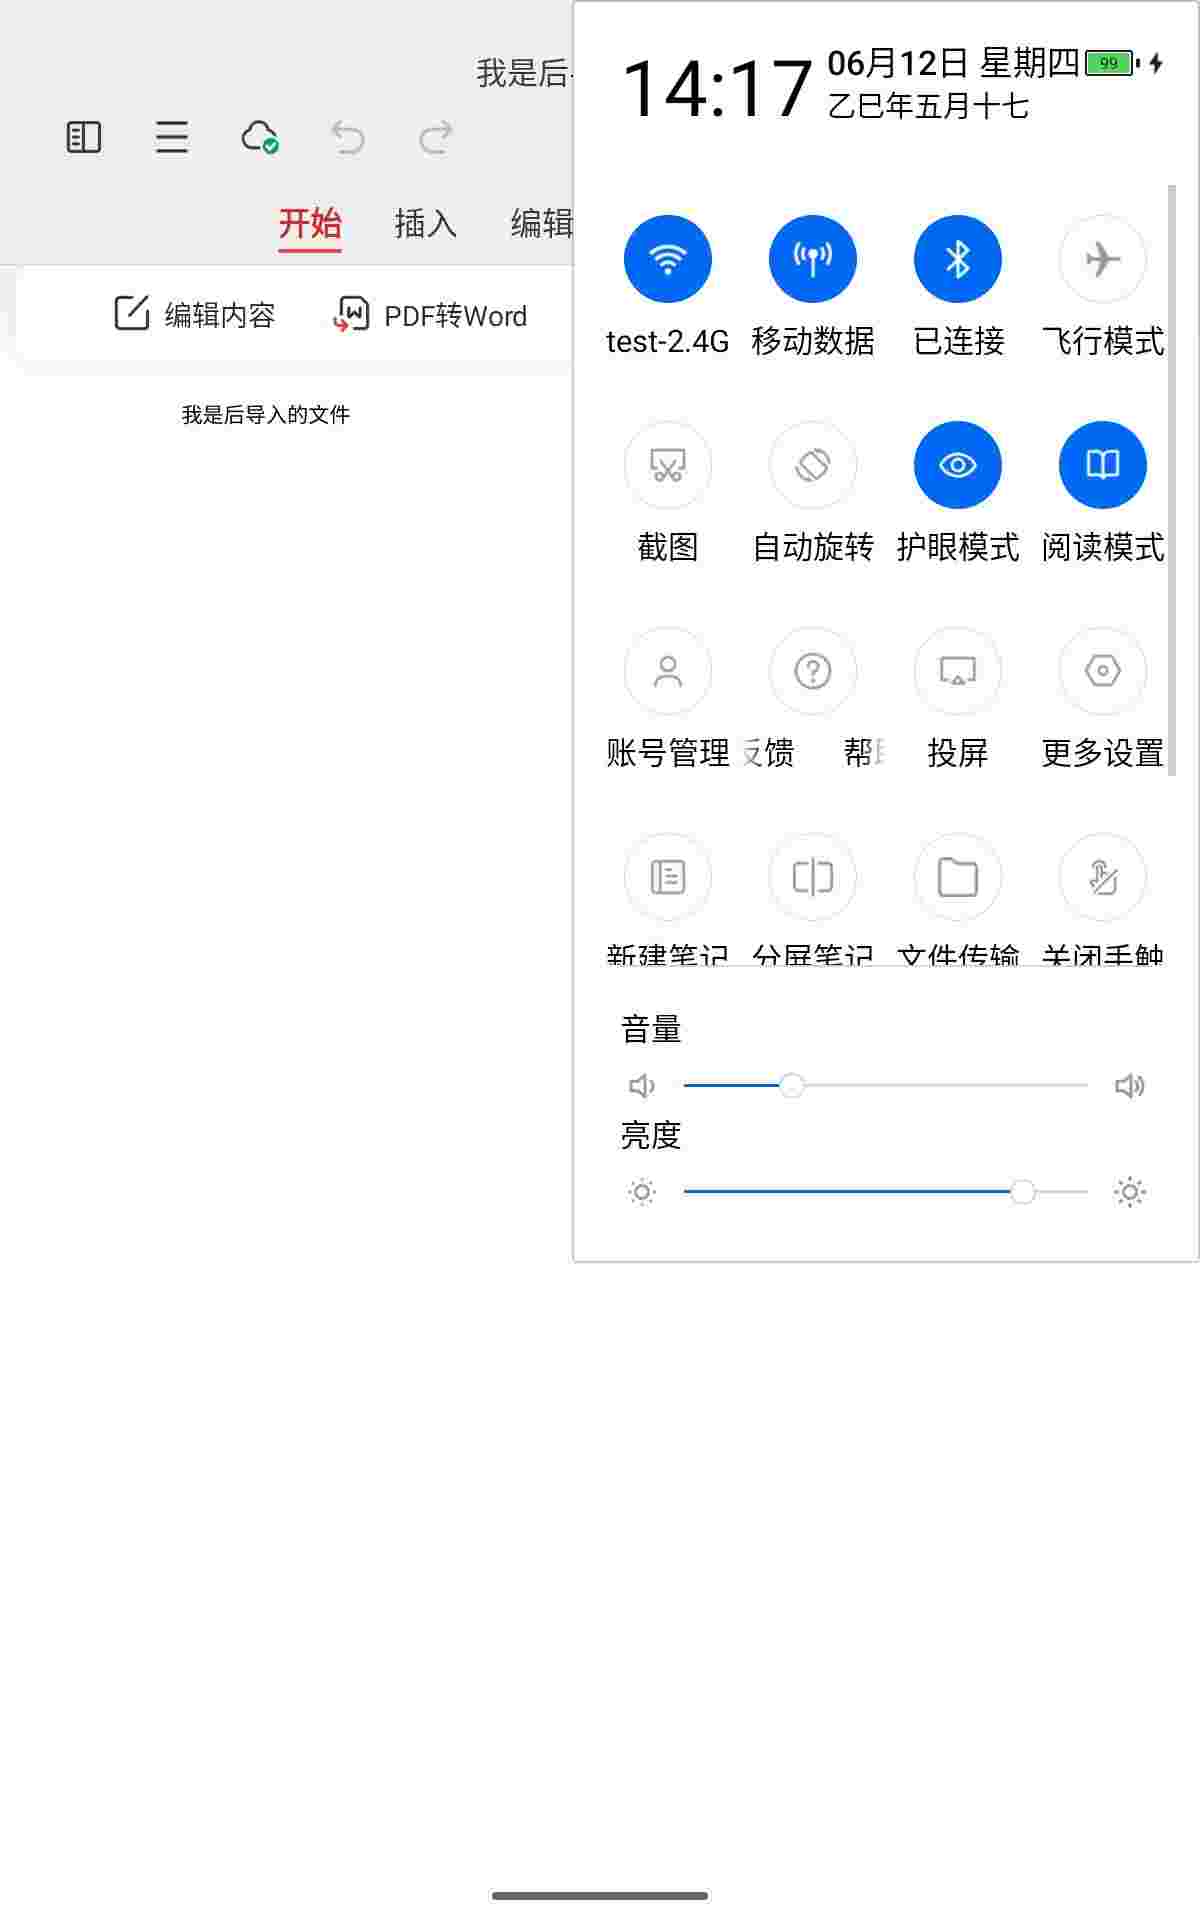 我是后
14:17
06月12日 星期四
99
乙巳年五月十七
开始 插入 编辑
编辑内容 PDF转Word
我是后导入的文件
test-2.4G 移动数据 已连接 飞行模式
截图 自动旋转 护眼模式 阅读模式
账号管理 反馈 帮 投屏 更多设置
新建笔记 分屏笔记 文件传输 关闭手触
音量
亮度